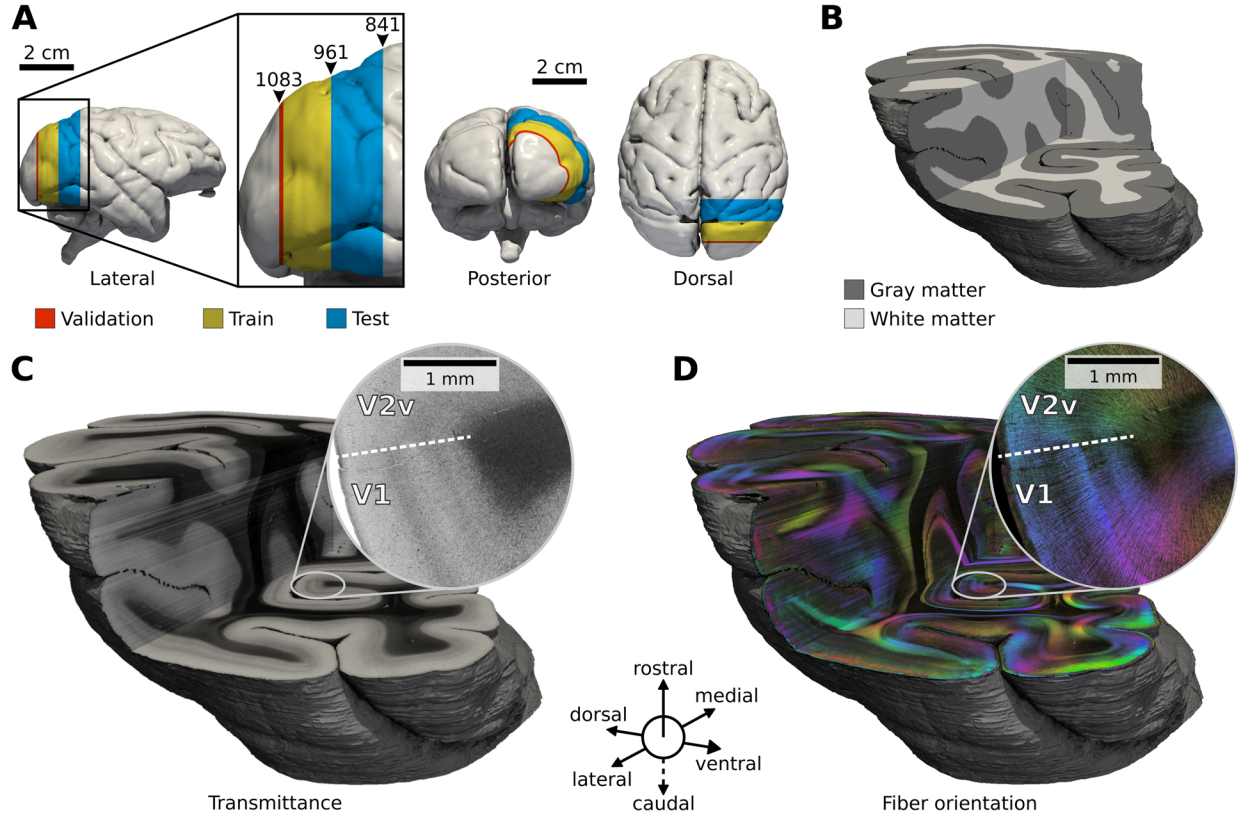 A
2 cm
1083
961
841
2 cm
Lateral
Posterior
Dorsal
Validation
Train
Test
B
Gray matter
White matter
C
1 mm
V2v
V1
Transmittance
D
1 mm
V2v
V1
Fiber orientation
rostral
medial
dorsal
ventral
lateral
caudal